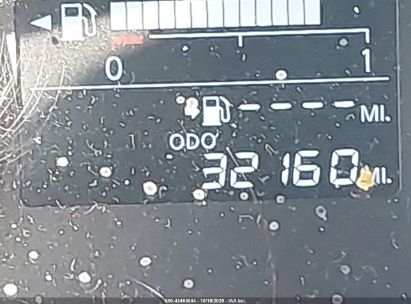 0 1
---- MI.
ODO
32160 MI.